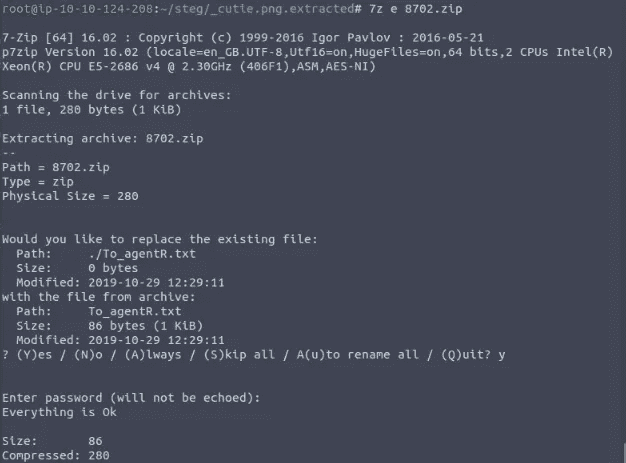 root@ip-10-10-124-208:~/steg/_cutie.png.extracted# 7z e 8702.zip
7-Zip [64] 16.02 : Copyright (c) 1999-2016 Igor Pavlov : 2016-05-21
p7zip Version 16.02 (locale=en_GB.UTF-8,Utf16=on,HugeFiles=on,64 bits,2 CPUs Intel(R)
Xeon(R) CPU E5-2686 v4 @ 2.30GHz (406F1),ASM,AES-NI)
Scanning the drive for archives:
1 file, 280 bytes (1 KiB)
Extracting archive: 8702.zip
--
Path = 8702.zip
Type = zip
Physical Size = 280
Would you like to replace the existing file:
Path:     ./To_agentR.txt
Size:     0 bytes
Modified: 2019-10-29 12:29:11
with the file from archive:
Path:     To_agentR.txt
Size:     86 bytes (1 KiB)
Modified: 2019-10-29 12:29:11
? (Y)es / (N)o / (A)lways / (S)kip all / A(u)to rename all / (Q)uit? y
Enter password (will not be echoed):
Everything is Ok
Size:       86
Compressed: 280